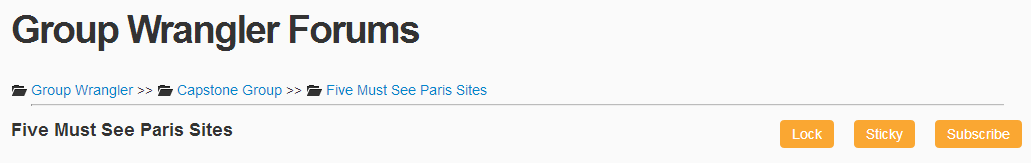 Group Wrangler Forums
Group Wrangler >> Capstone Group >> Five Must See Paris Sites
Five Must See Paris Sites Lock Sticky Subscribe